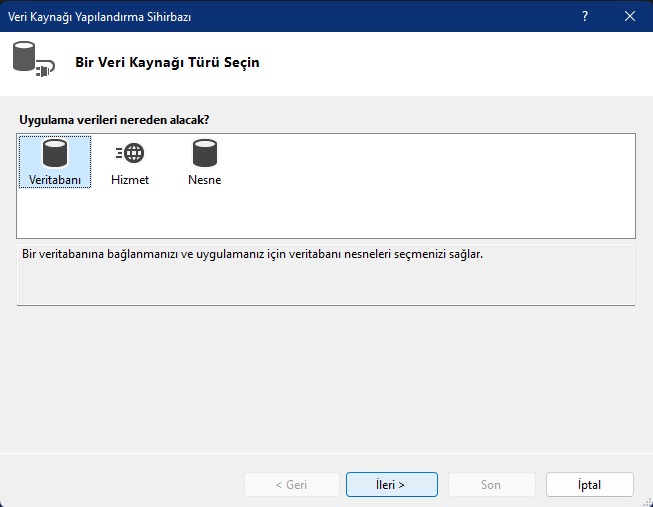 Veri Kaynağı Yapılandırma Sihirbazı
?
Bir Veri Kaynağı Türü Seçin
Uygulama verileri nereden alacak?
Veritabanı Hizmet Nesne
Bir veritabanına bağlanmanızı ve uygulamanız için veritabanı nesneleri seçmenizi sağlar.
< Geri İleri > Son İptal